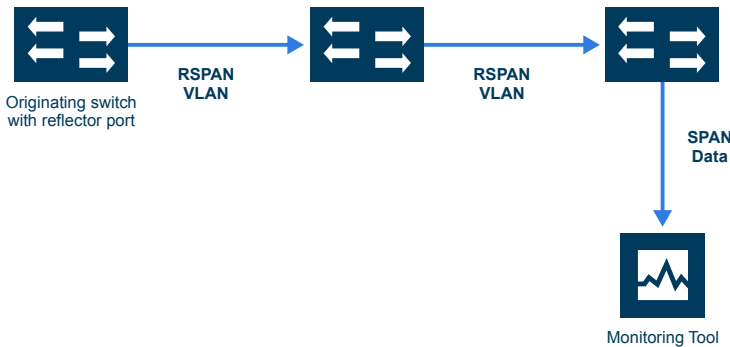 RSPAN
VLAN
RSPAN
VLAN
Originating switch
with reflector port
SPAN
Data
Monitoring Tool